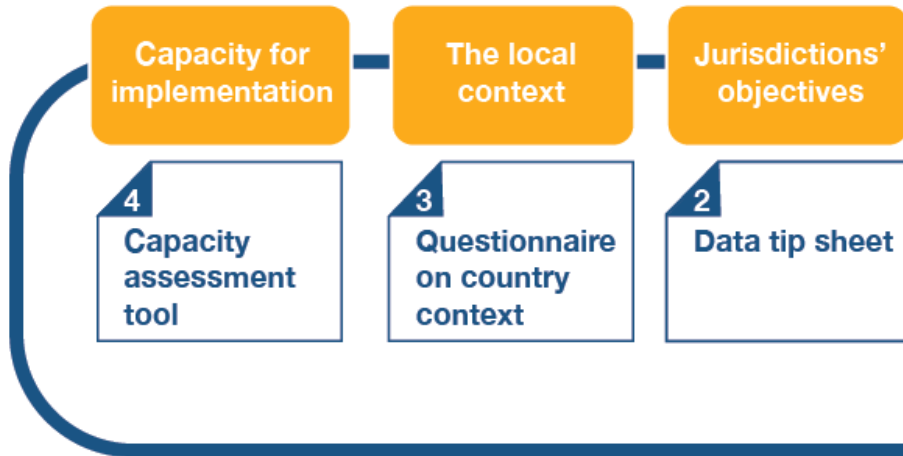 Capacity for
implementation
The local
context
Jurisdictions’
objectives
4
Capacity
assessment
tool
3
Questionnaire
on country
context
2
Data tip sheet